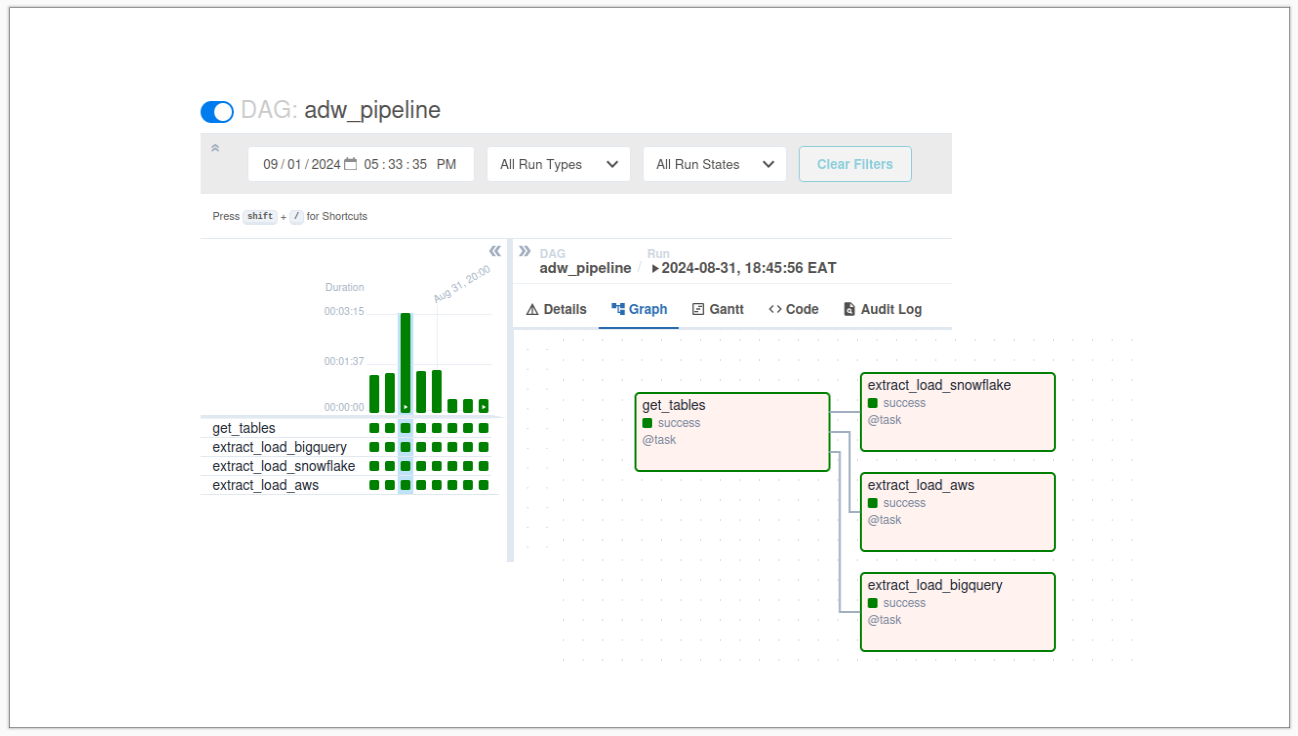 DAG: adw_pipeline
09 / 01 / 2024 05 : 33 : 35 PM
All Run Types
All Run States
Clear Filters
Press shift + / for Shortcuts
DAG
Run
adw_pipeline / 2024-08-31, 18:45:56 EAT
Details
Graph
Gantt
Code
Audit Log
Duration
Aug 31, 20:00
00:03:15
00:01:37
00:00:00
get_tables
extract_load_bigquery
extract_load_snowflake
extract_load_aws
get_tables
success
@task
extract_load_snowflake
success
@task
extract_load_aws
success
@task
extract_load_bigquery
success
@task